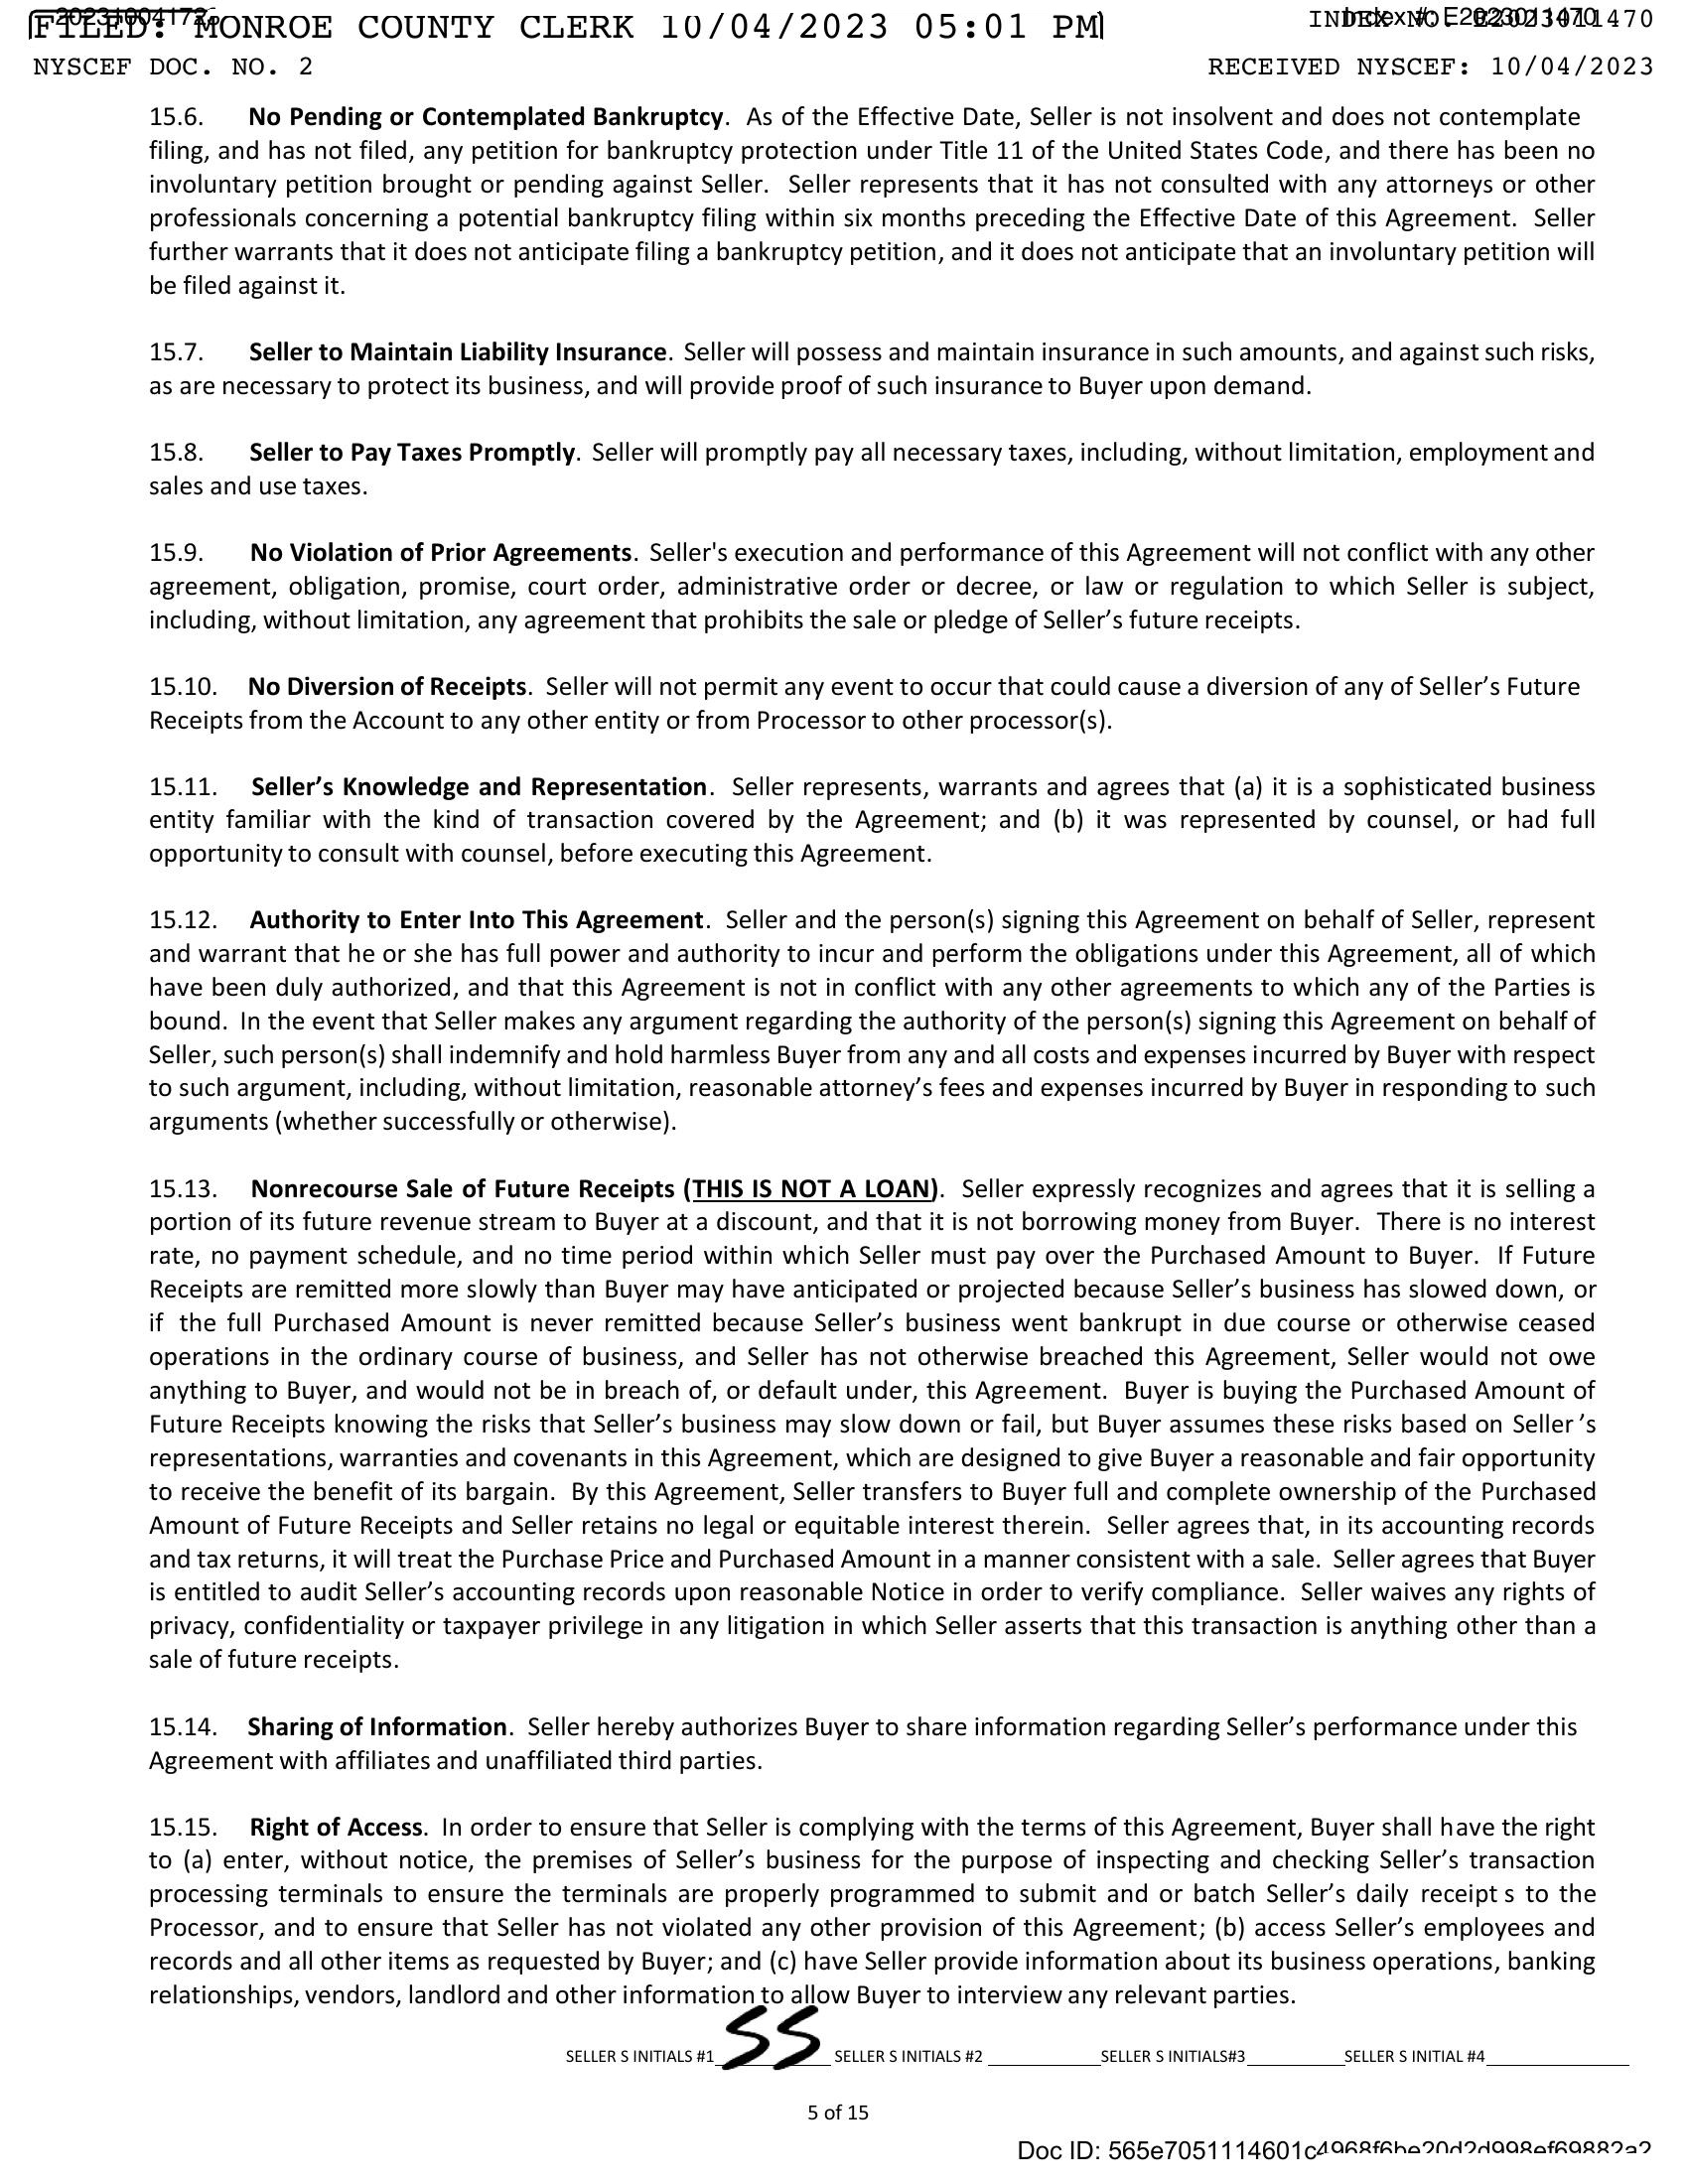 FILED: MONROE COUNTY CLERK 10/04/2023 05:01 PM
INDEX NO. E2023011470
202310041725
Index #: E2023011470
NYSCEF DOC. NO. 2
RECEIVED NYSCEF: 10/04/2023
15.6. No Pending or Contemplated Bankruptcy. As of the Effective Date, Seller is not insolvent and does not contemplate
filing, and has not filed, any petition for bankruptcy protection under Title 11 of the United States Code, and there has been no
involuntary petition brought or pending against Seller. Seller represents that it has not consulted with any attorneys or other
professionals concerning a potential bankruptcy filing within six months preceding the Effective Date of this Agreement. Seller
further warrants that it does not anticipate filing a bankruptcy petition, and it does not anticipate that an involuntary petition will
be filed against it.
15.7. Seller to Maintain Liability Insurance. Seller will possess and maintain insurance in such amounts, and against such risks,
as are necessary to protect its business, and will provide proof of such insurance to Buyer upon demand.
15.8. Seller to Pay Taxes Promptly. Seller will promptly pay all necessary taxes, including, without limitation, employment and
sales and use taxes.
15.9. No Violation of Prior Agreements. Seller's execution and performance of this Agreement will not conflict with any other
agreement, obligation, promise, court order, administrative order or decree, or law or regulation to which Seller is subject,
including, without limitation, any agreement that prohibits the sale or pledge of Seller’s future receipts.
15.10. No Diversion of Receipts. Seller will not permit any event to occur that could cause a diversion of any of Seller’s Future
Receipts from the Account to any other entity or from Processor to other processor(s).
15.11. Seller’s Knowledge and Representation. Seller represents, warrants and agrees that (a) it is a sophisticated business
entity familiar with the kind of transaction covered by the Agreement; and (b) it was represented by counsel, or had full
opportunity to consult with counsel, before executing this Agreement.
15.12. Authority to Enter Into This Agreement. Seller and the person(s) signing this Agreement on behalf of Seller, represent
and warrant that he or she has full power and authority to incur and perform the obligations under this Agreement, all of which
have been duly authorized, and that this Agreement is not in conflict with any other agreements to which any of the Parties is
bound. In the event that Seller makes any argument regarding the authority of the person(s) signing this Agreement on behalf of
Seller, such person(s) shall indemnify and hold harmless Buyer from any and all costs and expenses incurred by Buyer with respect
to such argument, including, without limitation, reasonable attorney’s fees and expenses incurred by Buyer in responding to such
arguments (whether successfully or otherwise).
15.13. Nonrecourse Sale of Future Receipts (THIS IS NOT A LOAN). Seller expressly recognizes and agrees that it is selling a
portion of its future revenue stream to Buyer at a discount, and that it is not borrowing money from Buyer. There is no interest
rate, no payment schedule, and no time period within which Seller must pay over the Purchased Amount to Buyer. If Future
Receipts are remitted more slowly than Buyer may have anticipated or projected because Seller’s business has slowed down, or
if the full Purchased Amount is never remitted because Seller’s business went bankrupt in due course or otherwise ceased
operations in the ordinary course of business, and Seller has not otherwise breached this Agreement, Seller would not owe
anything to Buyer, and would not be in breach of, or default under, this Agreement. Buyer is buying the Purchased Amount of
Future Receipts knowing the risks that Seller’s business may slow down or fail, but Buyer assumes these risks based on Seller’s
representations, warranties and covenants in this Agreement, which are designed to give Buyer a reasonable and fair opportunity
to receive the benefit of its bargain. By this Agreement, Seller transfers to Buyer full and complete ownership of the Purchased
Amount of Future Receipts and Seller retains no legal or equitable interest therein. Seller agrees that, in its accounting records
and tax returns, it will treat the Purchase Price and Purchased Amount in a manner consistent with a sale. Seller agrees that Buyer
is entitled to audit Seller’s accounting records upon reasonable Notice in order to verify compliance. Seller waives any rights of
privacy, confidentiality or taxpayer privilege in any litigation in which Seller asserts that this transaction is anything other than a
sale of future receipts.
15.14. Sharing of Information. Seller hereby authorizes Buyer to share information regarding Seller’s performance under this
Agreement with affiliates and unaffiliated third parties.
15.15. Right of Access. In order to ensure that Seller is complying with the terms of this Agreement, Buyer shall have the right
to (a) enter, without notice, the premises of Seller’s business for the purpose of inspecting and checking Seller’s transaction
processing terminals to ensure the terminals are properly programmed to submit and or batch Seller’s daily receipts to the
Processor, and to ensure that Seller has not violated any other provision of this Agreement; (b) access Seller’s employees and
records and all other items as requested by Buyer; and (c) have Seller provide information about its business operations, banking
relationships, vendors, landlord and other information to allow Buyer to interview any relevant parties.
SELLER S INITIALS #1 SS SELLER S INITIALS #2 SELLER S INITIALS#3 SELLER S INITIAL #4
5 of 15
Doc ID: 565e7051114601c4968f6be20d2d998ef69882a2